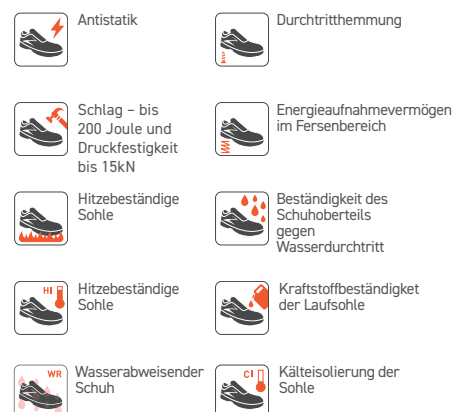 Antistatik
Durchtritthemmung
Schlag – bis
200 Joule und
Druckfestigkeit
bis 15kN
Energieaufnahmevermögen
im Fersenbereich
Hitzebeständige
Sohle
Beständigkeit des
Schuhoberteils
gegen
Wasserdurchtritt
HI
Hitzebeständige
Sohle
Kraftstoffbeständigket
der Laufsohle
WR
Wasserabweisender
Schuh
CI
Kälteisolierung der
Sohle